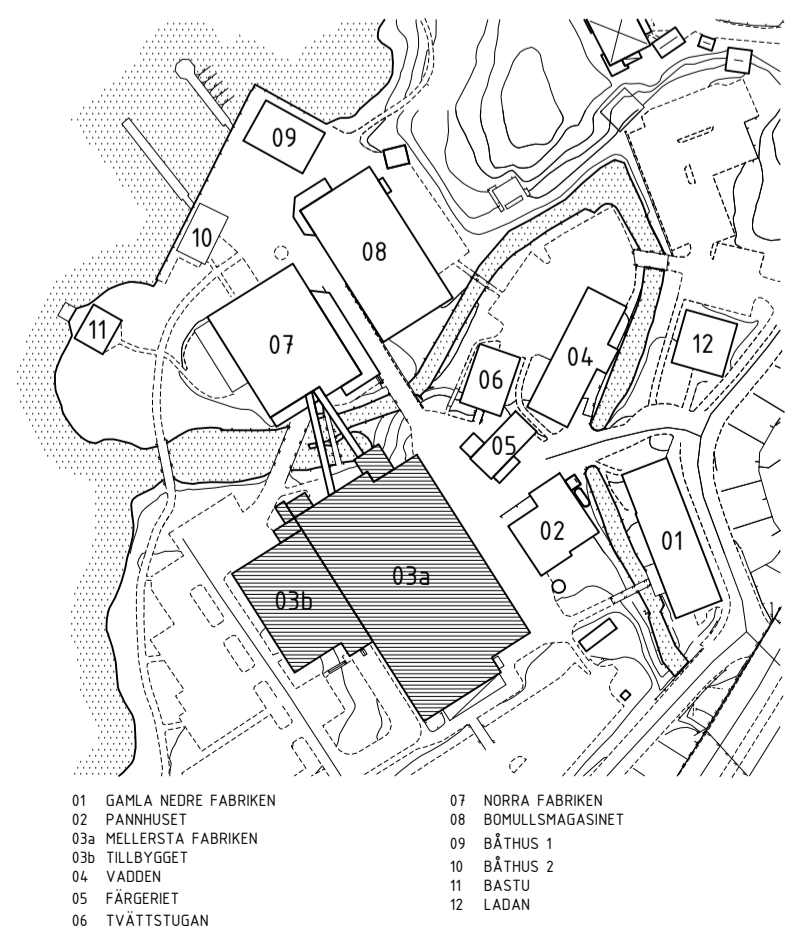 09
10
08
11
07
04
12
06
05
02
01
03a
03b
01 GAMLA NEDRE FABRIKEN
02 PANNHUSET
03a MELLERSTA FABRIKEN
03b TILLBYGGET
04 VADDEN
05 FÄRGERIET
06 TVÄTTSTUGAN
07 NORRA FABRIKEN
08 BOMULLSMAGASINET
09 BÅTHUS 1
10 BÅTHUS 2
11 BASTU
12 LADAN